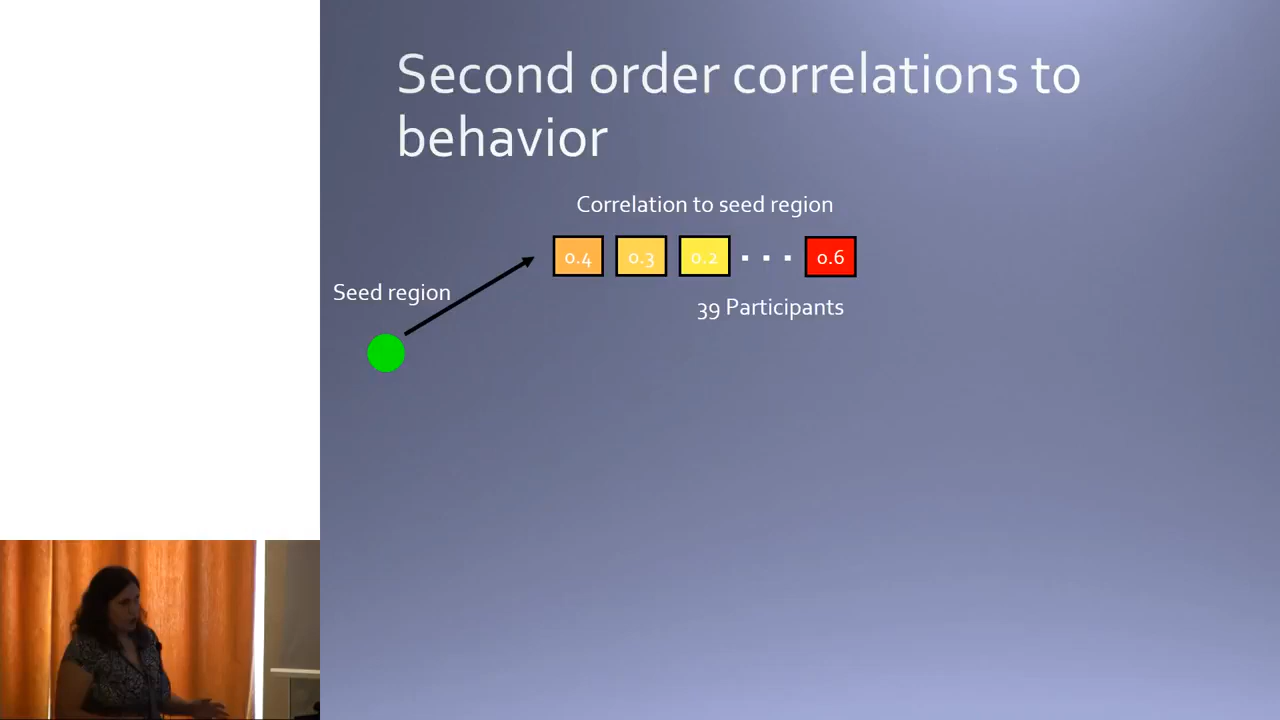 Second order correlations to
behavior
Correlation to seed region
0.4 0.3 0.2 ... 0.6
Seed region
39 Participants